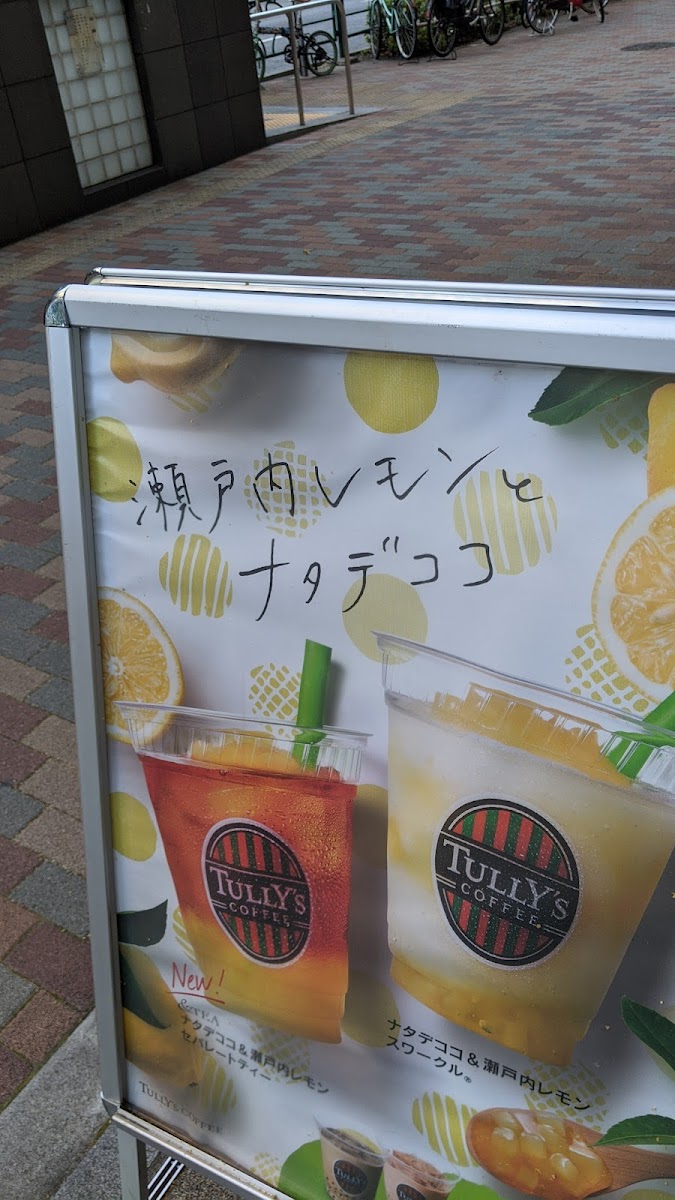 瀬戸内レモンと
ナタデココ
TULLY'S
COFFEE
TULLY'S
COFFEE
New!
&TEA
ナタデココ&瀬戸内レモン
セパレートティー
ナタデココ&瀬戸内レモン
スワークル®
TULLY'S COFFEE